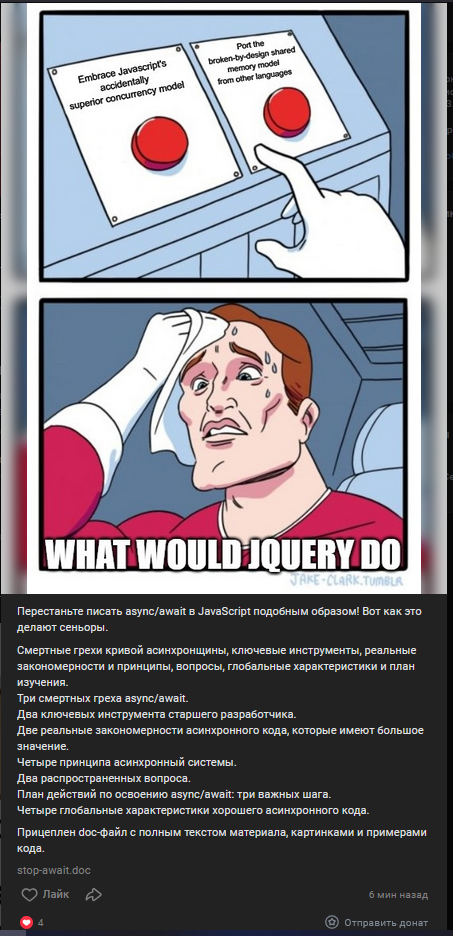 Embrace Javascript's
accidentally
superior concurrency model
Port the
broken-by-design shared
memory model
from other languages
WHAT WOULD JQUERY DO
JAKE-CLARK.TUMBLR
Перестаньте писать async/await в JavaScript подобным образом! Вот как это
делают сеньоры.
Смертные грехи кривой асинхронщины, ключевые инструменты, реальные
закономерности и принципы, вопросы, глобальные характеристики и план
изучения.
Три смертных греха async/await.
Два ключевых инструмента старшего разработчика.
Две реальные закономерности асинхронного кода, которые имеют большое
значение.
Четыре принципа асинхронный системы.
Два распространенных вопроса.
План действий по освоению async/await: три важных шага.
Четыре глобальные характеристики хорошего асинхронного кода.
Прицеплен doc-файл с полным текстом материала, картинками и примерами
кода.
stop-await.doc
Лайк
6 мин назад
4
Отправить донат